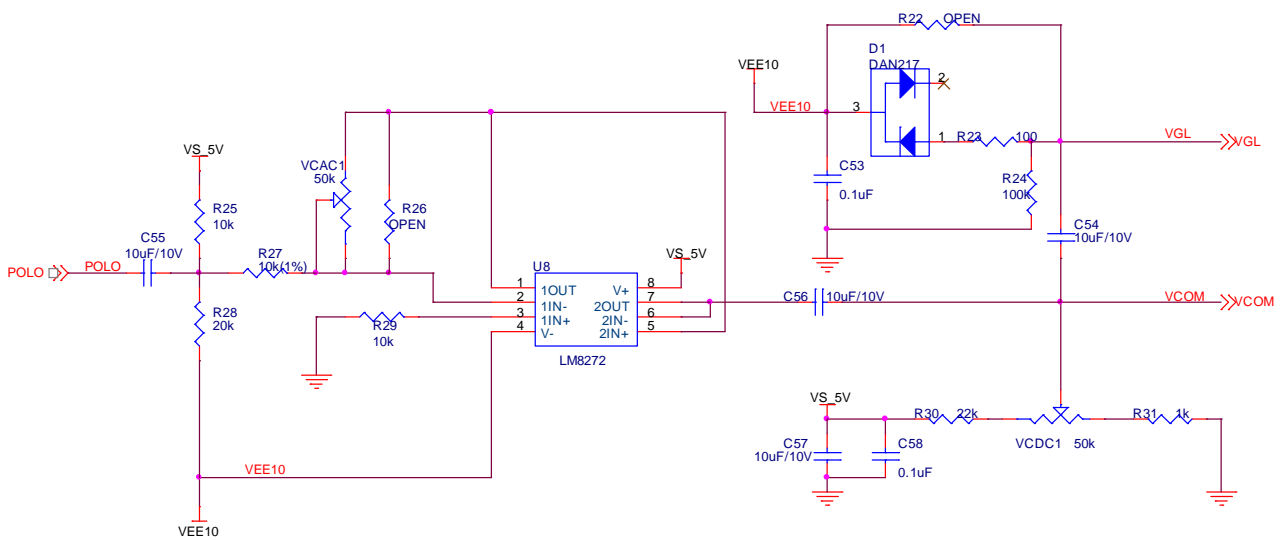 R22 OPEN
D1
DAN217
VEE10
2
VEE10
3
1
R23 100
VGL
VGL
VS_5V
VCAC1
50k
C53
0.1uF
R24
100k
R25
10k
R26
OPEN
C54
10uF/10V
C55
10uF/10V
R27
10k(1%)
VS_5V
POLO
POLO
U8
1
1OUT
V+
8
2
1IN-
2OUT
7
3
1IN+
2IN-
6
4
V-
2IN+
5
C56
10uF/10V
VCOM
VCOM
R28
20k
R29
10k
LM8272
VS_5V
R30 22k
VCDC1 50k
R31 1k
C57
10uF/10V
C58
0.1uF
VEE10
VEE10